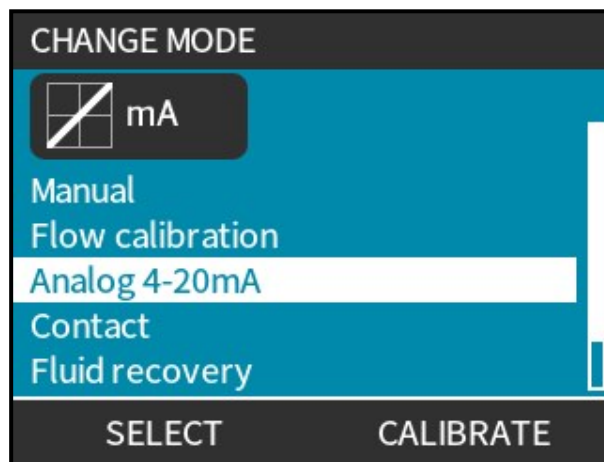 CHANGE MODE
mA
Manual
Flow calibration
Analog 4-20mA
Contact
Fluid recovery
SELECT CALIBRATE